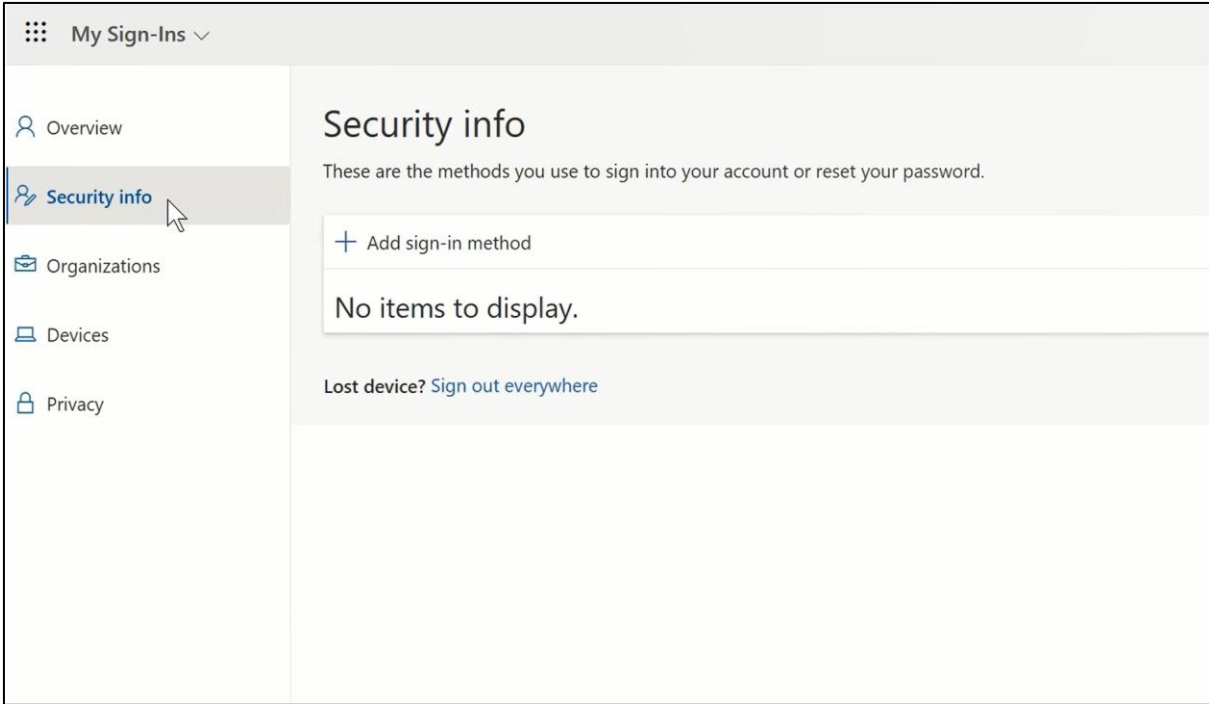 My Sign-Ins
Overview
Security info
Organizations
Devices
Privacy
Security info
These are the methods you use to sign into your account or reset your password.
Add sign-in method
No items to display.
Lost device? Sign out everywhere